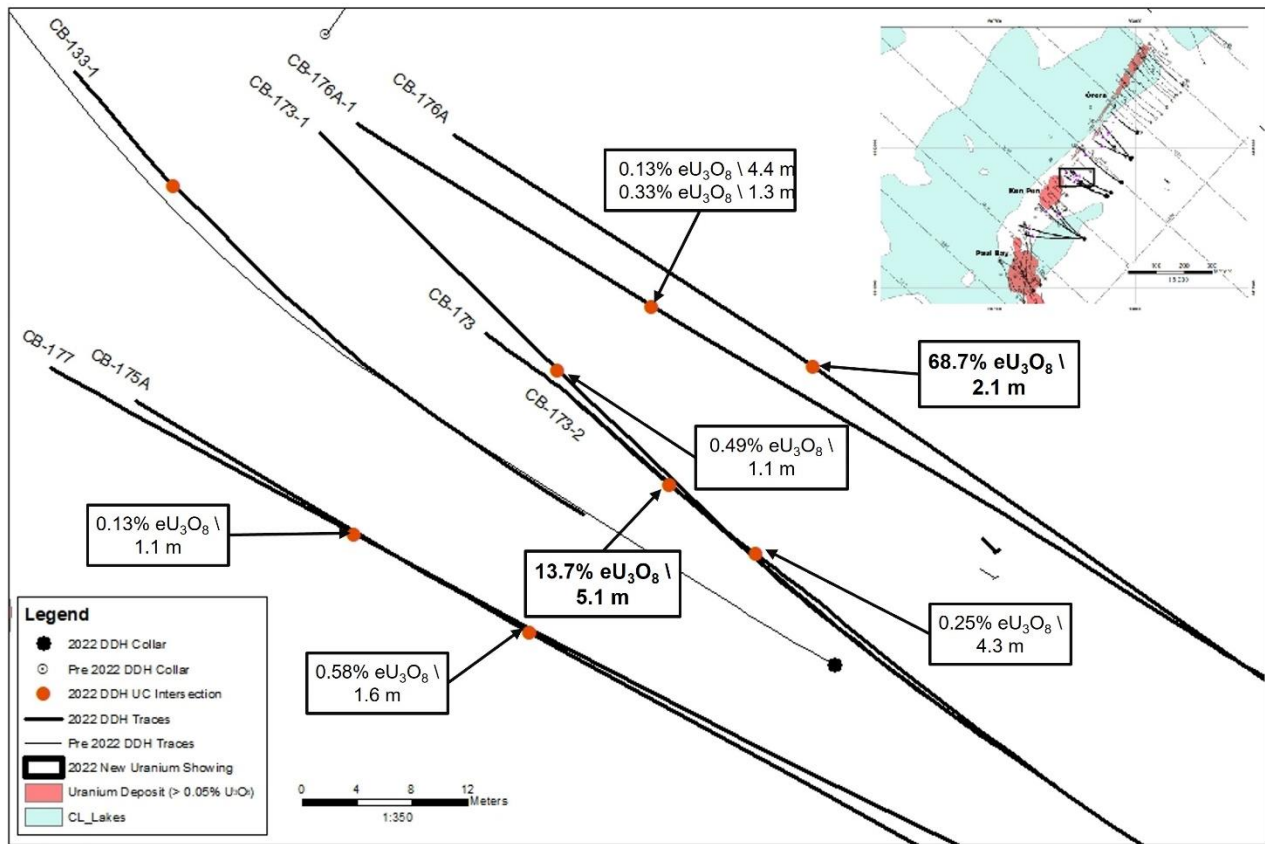 CB-133-1
CB-176A-1
CB-176A
CB-173-1
CB-173
CB-173-2
CB-177
CB-175A
0.13% eU₃O₈ \ 4.4 m
0.33% eU₃O₈ \ 1.3 m
68.7% eU₃O₈ \
2.1 m
0.49% eU₃O₈ \
1.1 m
0.13% eU₃O₈ \
1.1 m
13.7% eU₃O₈ \
5.1 m
0.25% eU₃O₈ \
4.3 m
0.58% eU₃O₈ \
1.6 m
Orora
Ken Pen
Paul Bay
0 100 200 300
Legend
2022 DDH Collar
Pre 2022 DDH Collar
2022 DDH UC Intersection
2022 DDH Traces
Pre 2022 DDH Traces
2022 New Uranium Showing
Uranium Deposit (> 0.05% U₃O₈)
CL_Lakes
0 4 8 12
Meters
1:350